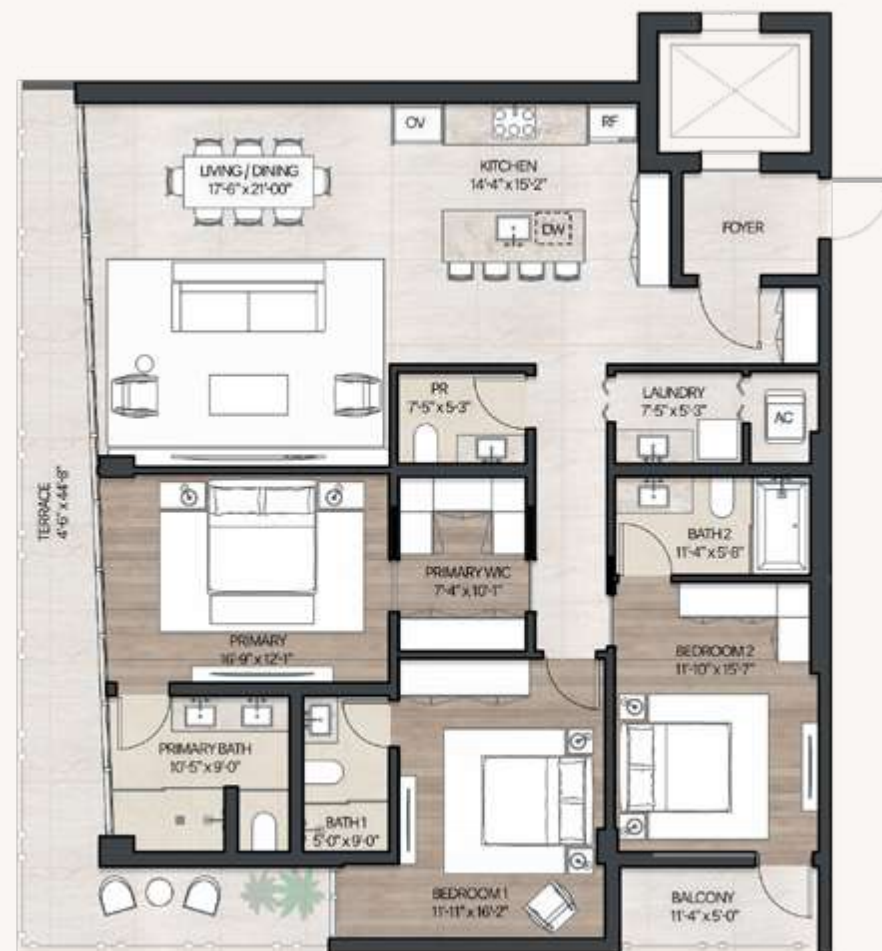 OV
RF
LIVING / DINING
17'-6" x 21'-00"
KITCHEN
14'-4" x 15'-2"
DW
FOYER
PR
7'-5" x 5'-3"
LAUNDRY
7'-5" x 5'-3"
AC
TERRACE
4'-6" x 44'-8"
BATH 2
11'-4" x 5'-8"
PRIMARY WIC
7'-4" x 10'-1"
PRIMARY
16'-9" x 12'-1"
BEDROOM 2
11'-10" x 15'-7"
PRIMARY BATH
10'-5" x 9'-0"
BATH 1
5'-0" x 9'-0"
BEDROOM 1
11'-11" x 16'-2"
BALCONY
11'-4" x 5'-0"